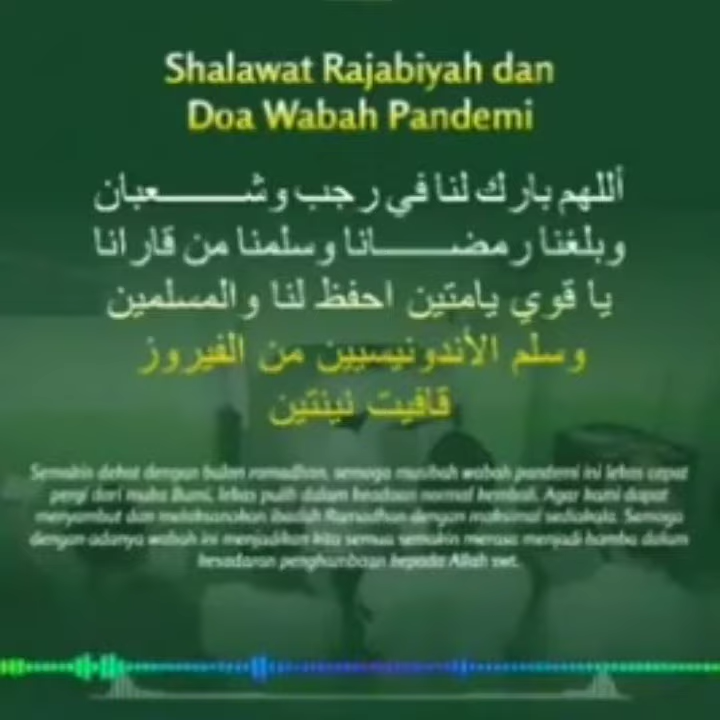 Shalawat Rajabiyah dan
Doa Wabah Pandemi
أللهم بارك لنا في رجب وشـــــعبان
وبلغنا رمضـــــانا وسلمنا من قارانا
يا قوي يامتين احفظ لنا والمسلمين
وسلم الأندونيسيين من الفيروز
قافيت نينتين
Semakin dekat dengan bulan ramadhan, semoga musibah wabah pandemi ini lekas cepat
pergi dari muka Bumi, lekas pulih dalam keadaan normal kembali. Agar kami dapat
menyambut dan melaksanakan ibadah Ramadhan dengan maksimal sediakala. Semoga
dengan adanya wabah ini menjadikan kita semua semakin merasa menjadi hamba dalam
kesadaran penghambaan kepada Allah swt.